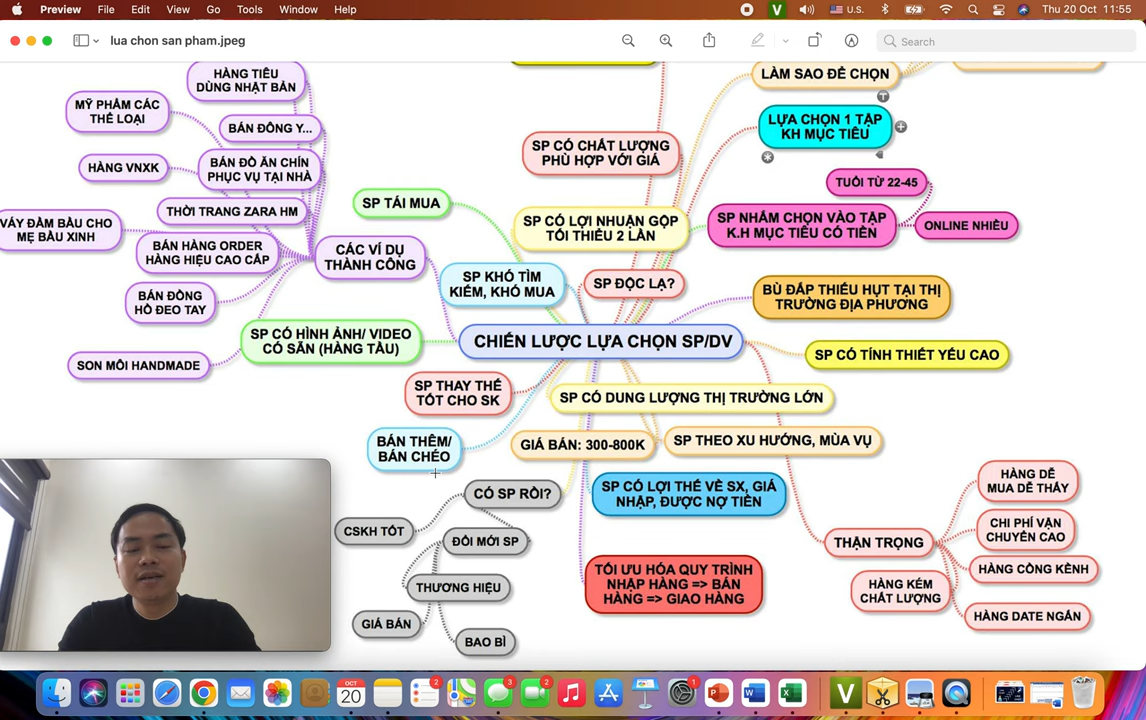 Preview File Edit View Go Tools Window Help
U.S. Thu 20 Oct 11:55
lua chon san pham.jpeg
Search
HÀNG TIÊU
DÙNG NHẬT BẢN
MỸ PHẨM CÁC
THỂ LOẠI
BÁN ĐÔNG Y...
HÀNG VNXK
BÁN ĐỒ ĂN CHÍN
PHỤC VỤ TẠI NHÀ
THỜI TRANG ZARA HM
VÁY ĐẦM BẦU CHO
MẸ BẦU XINH
BÁN HÀNG ORDER
HÀNG HIỆU CAO CẤP
BÁN ĐỒNG
HỒ ĐEO TAY
SON MÔI HANDMADE
CÁC VÍ DỤ
THÀNH CÔNG
SP TÁI MUA
SP KHÓ TÌM
KIẾM, KHÓ MUA
SP CÓ HÌNH ẢNH/ VIDEO
CÓ SẴN (HÀNG TẦU)
SP CÓ CHẤT LƯỢNG
PHÙ HỢP VỚI GIÁ
SP CÓ LỢI NHUẬN GỘP
TỐI THIỂU 2 LẦN
SP ĐỘC LẠ?
CHIẾN LƯỢC LỰA CHỌN SP/DV
LÀM SAO ĐỂ CHỌN
LỰA CHỌN 1 TẬP
KH MỤC TIÊU
TUỔI TỪ 22-45
SP NHẮM CHỌN VÀO TẬP
K.H MỤC TIÊU CÓ TIỀN
ONLINE NHIỀU
BÙ ĐẮP THIẾU HỤT TẠI THỊ
TRƯỜNG ĐỊA PHƯƠNG
SP CÓ TÍNH THIẾT YẾU CAO
SP THAY THẾ
TỐT CHO SK
SP CÓ DUNG LƯỢNG THỊ TRƯỜNG LỚN
BÁN THÊM/
BÁN CHÉO
GIÁ BÁN: 300-800K
SP THEO XU HƯỚNG, MÙA VỤ
CÓ SP RỒI?
CSKH TỐT
ĐỔI MỚI SP
THƯƠNG HIỆU
GIÁ BÁN
BAO BÌ
SP CÓ LỢI THẾ VỀ SX, GIÁ
NHẬP, ĐƯỢC NỢ TIỀN
TỐI ƯU HÓA QUY TRÌNH
NHẬP HÀNG => BÁN
HÀNG => GIAO HÀNG
THẬN TRỌNG
HÀNG DỄ
MUA DỄ THẤY
CHI PHÍ VẬN
CHUYỂN CAO
HÀNG CỒNG KỀNH
HÀNG KÉM
CHẤT LƯỢNG
HÀNG DATE NGẮN
OCT
20
2
3
2
1